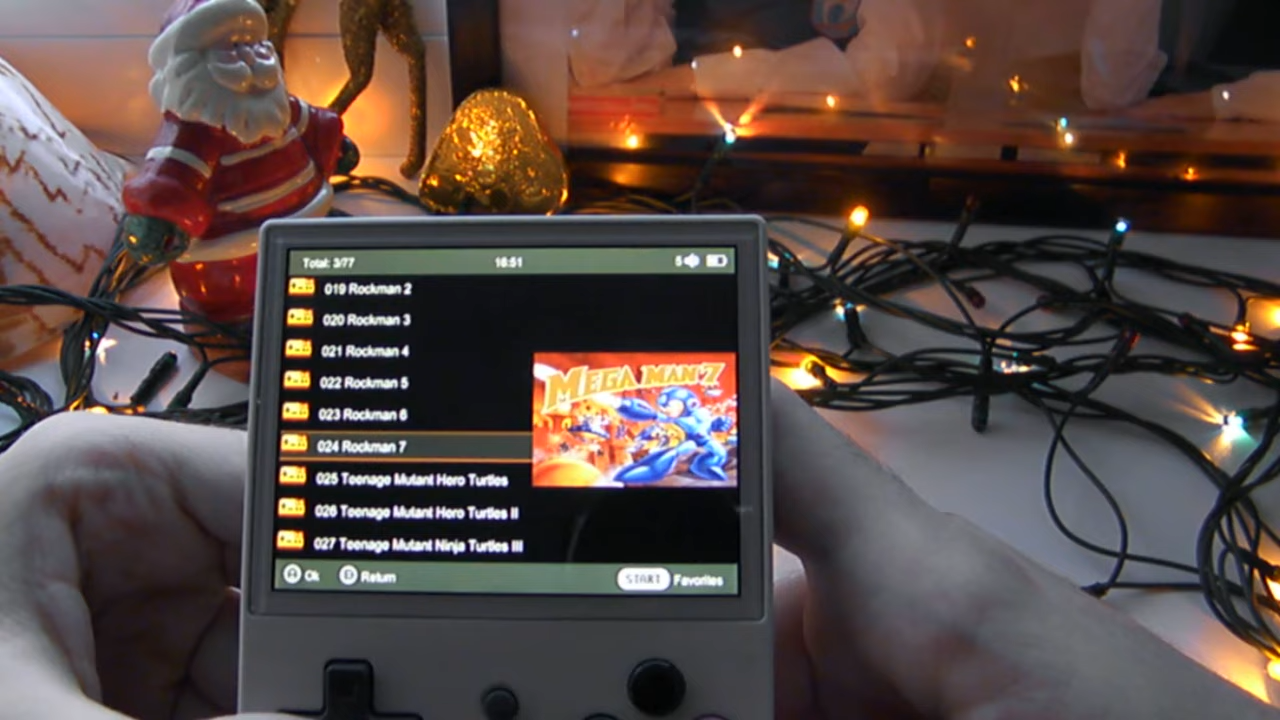 Total: 3/77 16:51 5
019 Rockman 2
020 Rockman 3
021 Rockman 4
022 Rockman 5
023 Rockman 6
024 Rockman 7
MEGA MAN 7
025 Teenage Mutant Hero Turtles
026 Teenage Mutant Hero Turtles II
027 Teenage Mutant Ninja Turtles III
A Ok B Return START Favorites